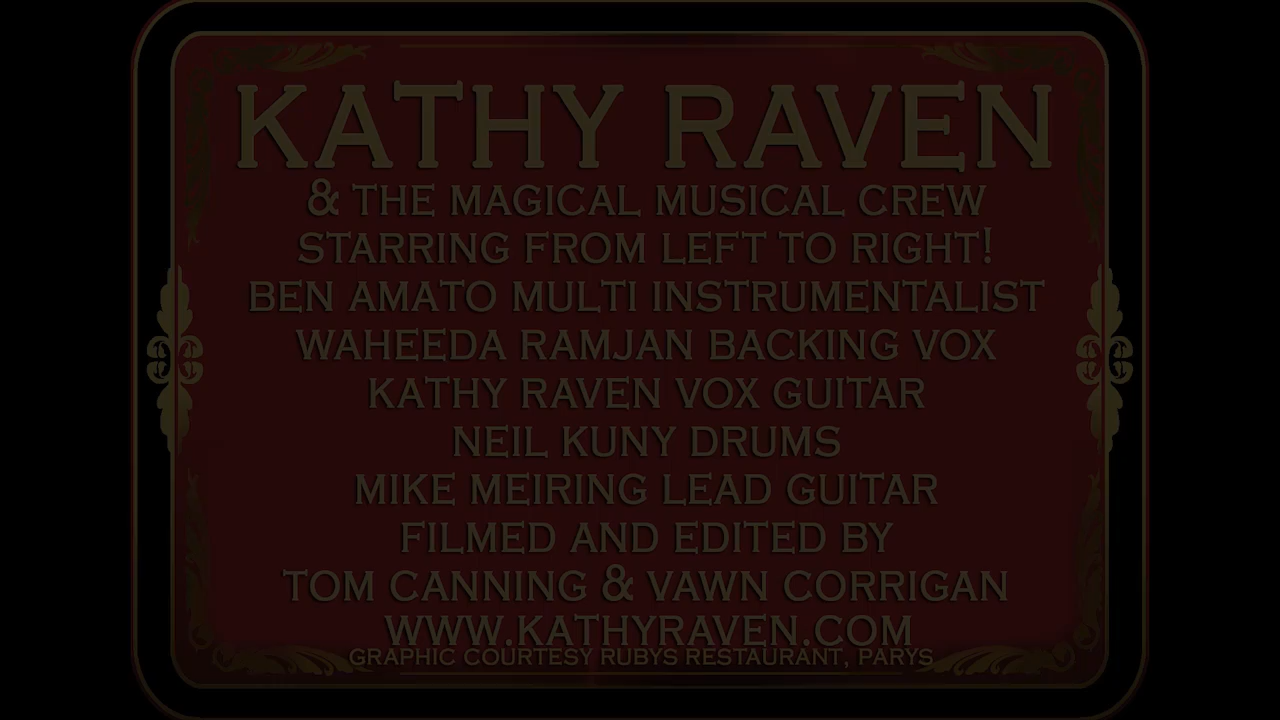 KATHY RAVEN
& THE MAGICAL MUSICAL CREW
STARRING FROM LEFT TO RIGHT!
BEN AMATO MULTI INSTRUMENTALIST
WAHEEDA RAMJAN BACKING VOX
KATHY RAVEN VOX GUITAR
NEIL KUNY DRUMS
MIKE MEIRING LEAD GUITAR
FILMED AND EDITED BY
TOM CANNING & VAWN CORRIGAN
WWW.KATHYRAVEN.COM
GRAPHIC COURTESY RUBYS RESTAURANT, PARYS